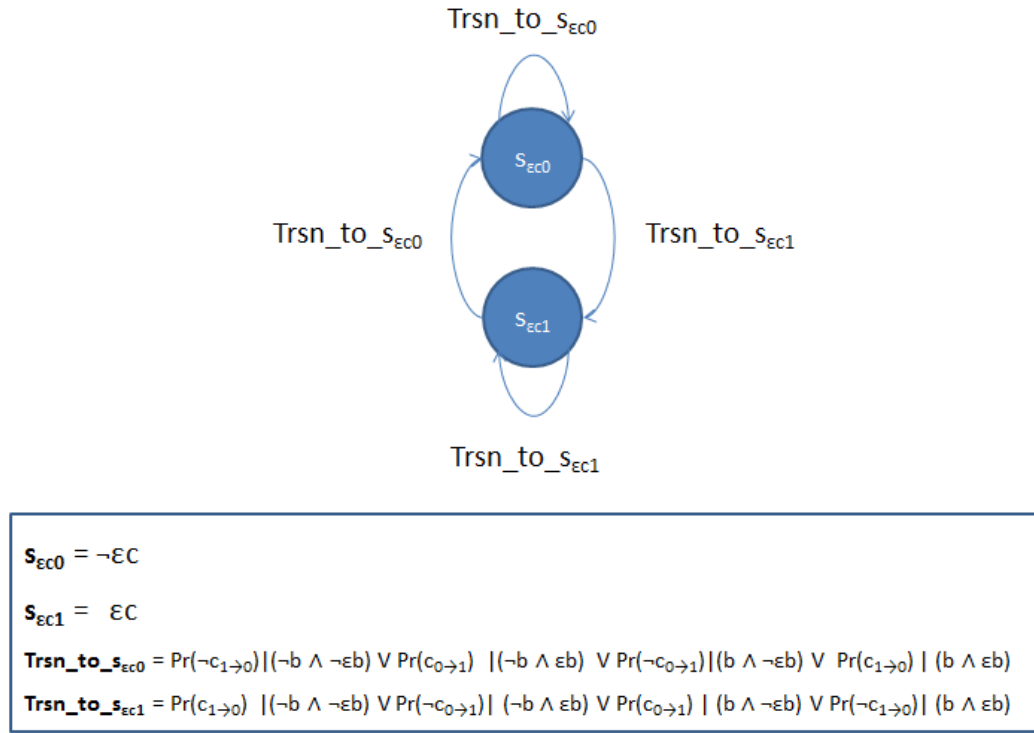 Trsn_to_sεc0
sεc0
Trsn_to_sεc0 Trsn_to_sεc1
sεc1
Trsn_to_sεc1
sεc0 = ¬εc
sεc1 = εc
Trsn_to_sεc0 = Pr(¬c1→0)|(¬b ∧ ¬εb) V Pr(c0→1) |(¬b ∧ εb) V Pr(¬c0→1)|(b ∧ ¬εb) V Pr(c1→0) | (b ∧ εb)
Trsn_to_sεc1 = Pr(c1→0) |(¬b ∧ ¬εb) V Pr(¬c0→1)| (¬b ∧ εb) V Pr(c0→1) | (b ∧ ¬εb) V Pr(¬c1→0)| (b ∧ εb)